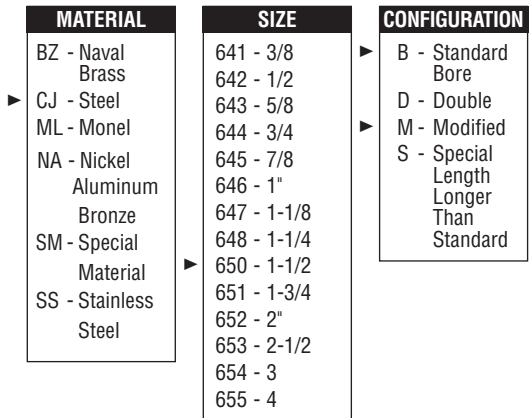 MATERIAL
BZ - Naval
Brass
CJ - Steel
ML - Monel
NA - Nickel
Aluminum
Bronze
SM - Special
Material
SS - Stainless
Steel
SIZE
641 - 3/8
642 - 1/2
643 - 5/8
644 - 3/4
645 - 7/8
646 - 1"
647 - 1-1/8
648 - 1-1/4
650 - 1-1/2
651 - 1-3/4
652 - 2"
653 - 2-1/2
654 - 3
655 - 4
CONFIGURATION
B - Standard
Bore
D - Double
M - Modified
S - Special
Length
Longer
Than
Standard